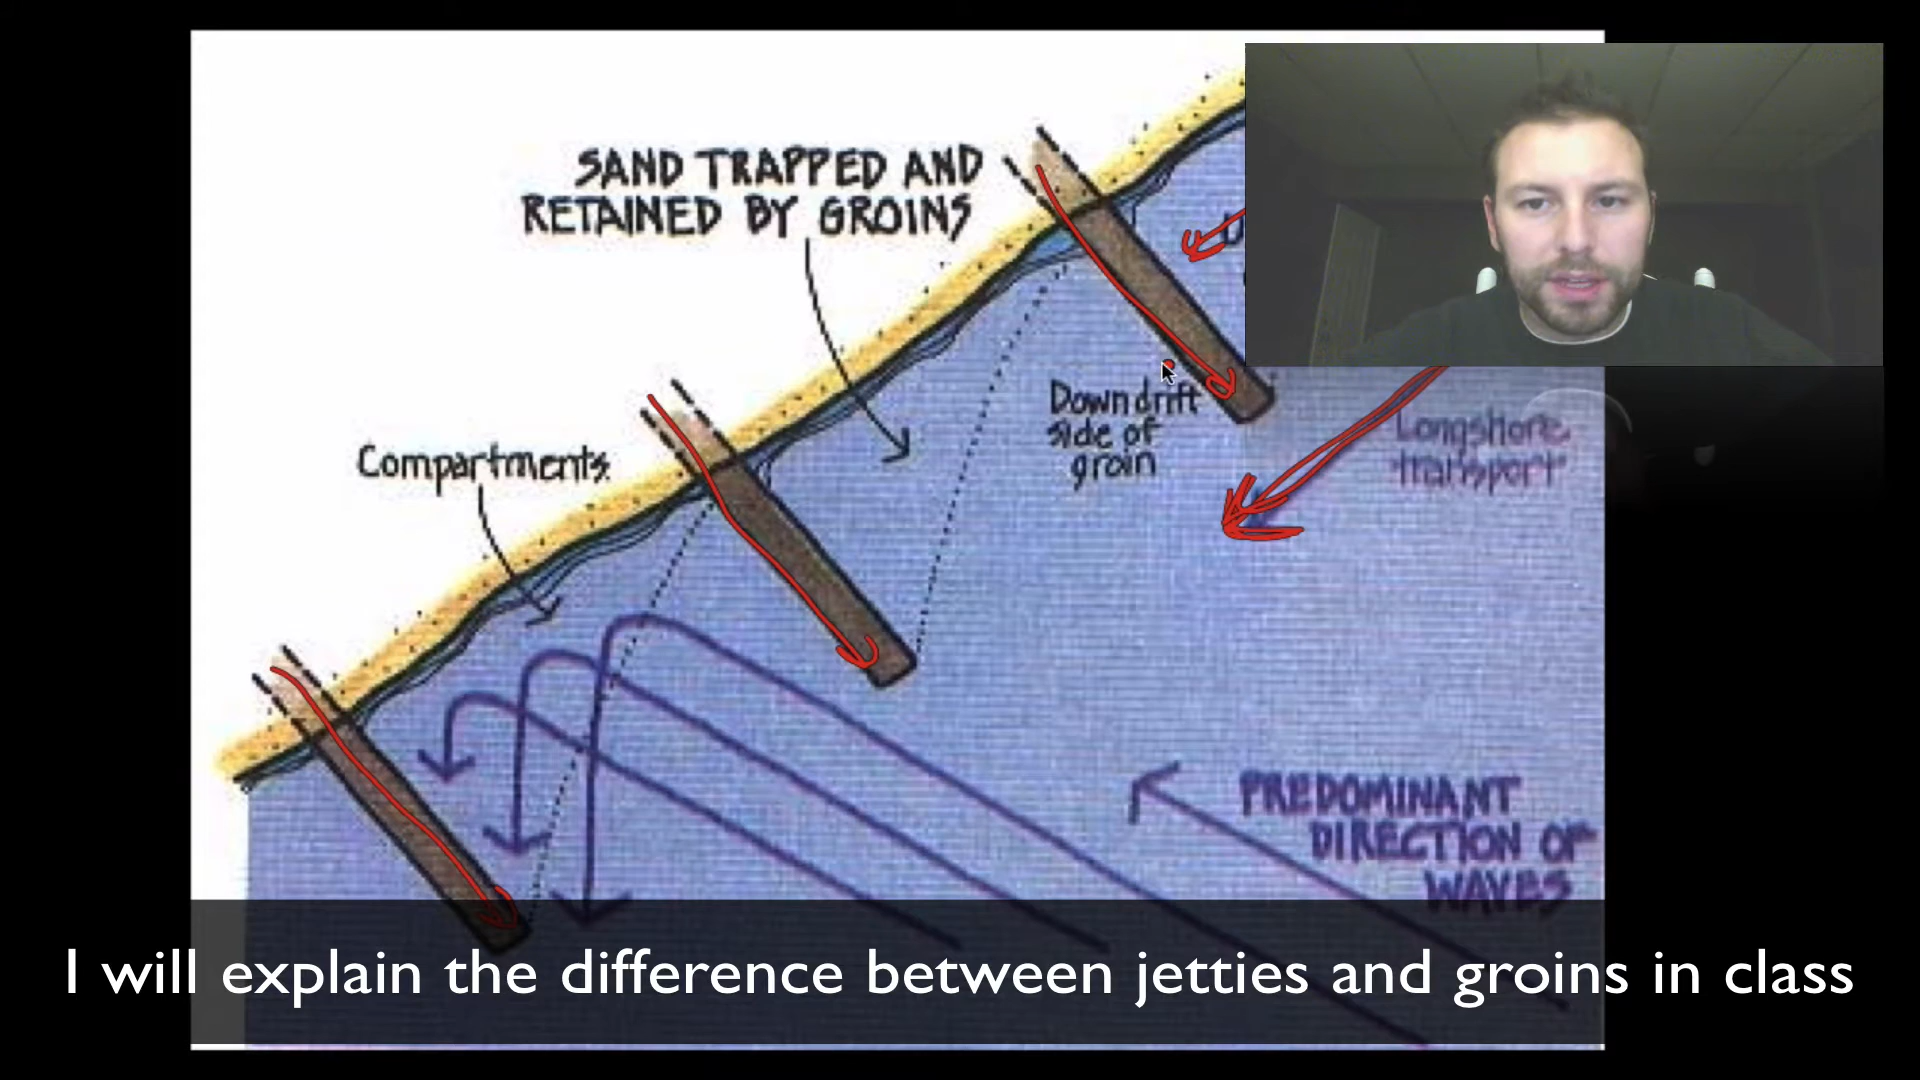 SAND TRAPPED AND
RETAINED BY GROINS
Compartments
Downdrift
side of
groin
Longshore
transport
PREDOMINANT
DIRECTION OF
WAVES
I will explain the difference between jetties and groins in class